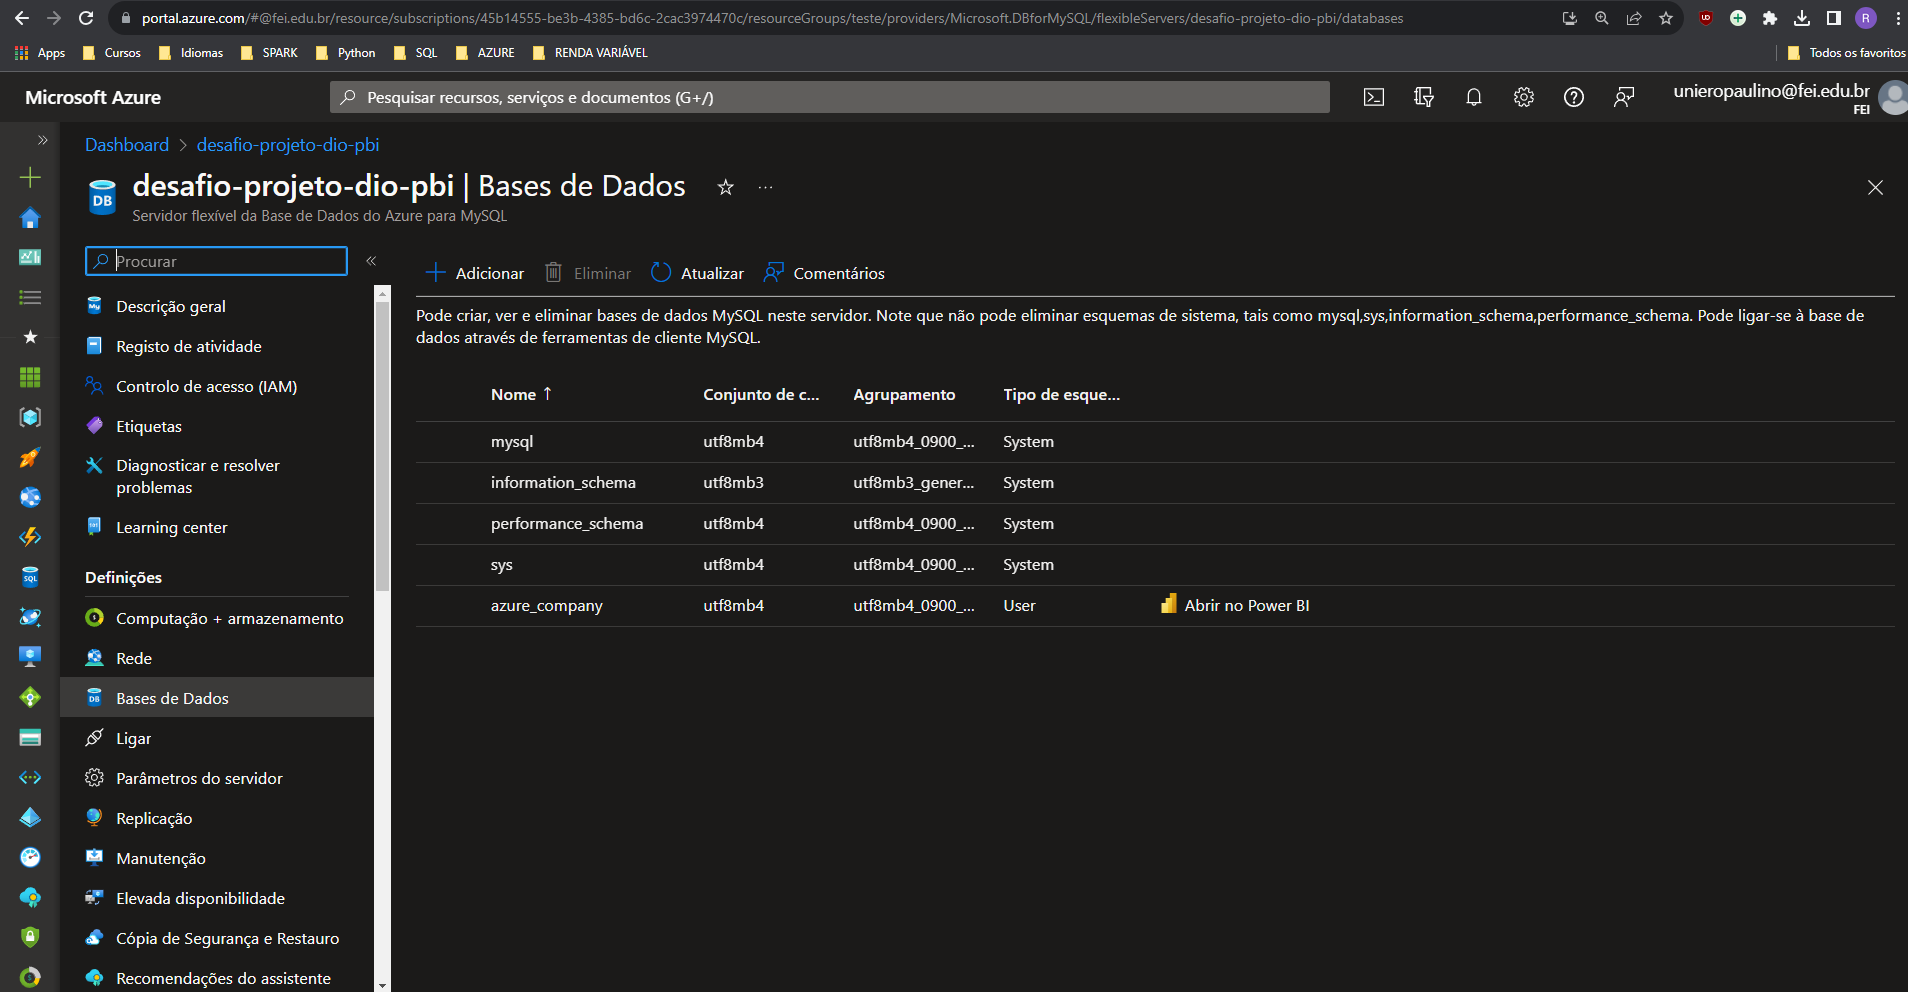 portal.azure.com/#@fei.edu.br/resource/subscriptions/45b14555-be3b-4385-bd6c-2cac3974470c/resourceGroups/teste/providers/Microsoft.DBforMySQL/flexibleServers/desafio-projeto-dio-pbi/databases
R
Apps
Cursos
Idiomas
SPARK
Python
SQL
AZURE
RENDA VARIÁVEL
Todos os favoritos
Microsoft Azure
Pesquisar recursos, serviços e documentos (G+/)
unieropaulino@fei.edu.br
FEI
Dashboard > desafio-projeto-dio-pbi
DB
desafio-projeto-dio-pbi | Bases de Dados
Servidor flexível da Base de Dados do Azure para MySQL
Procurar
Descrição geral
Registo de atividade
Controlo de acesso (IAM)
Etiquetas
Diagnosticar e resolver
problemas
Learning center
Definições
Computação + armazenamento
Rede
Bases de Dados
Ligar
Parâmetros do servidor
Replicação
Manutenção
Elevada disponibilidade
Cópia de Segurança e Restauro
Recomendações do assistente
Adicionar
Eliminar
Atualizar
Comentários
Pode criar, ver e eliminar bases de dados MySQL neste servidor. Note que não pode eliminar esquemas de sistema, tais como mysql,sys,information_schema,performance_schema. Pode ligar-se à base de
dados através de ferramentas de cliente MySQL.
Nome ↑ Conjunto de c... Agrupamento Tipo de esque...
mysql utf8mb4 utf8mb4_0900_... System
information_schema utf8mb3 utf8mb3_gener... System
performance_schema utf8mb4 utf8mb4_0900_... System
sys utf8mb4 utf8mb4_0900_... System
azure_company utf8mb4 utf8mb4_0900_... User Abrir no Power BI